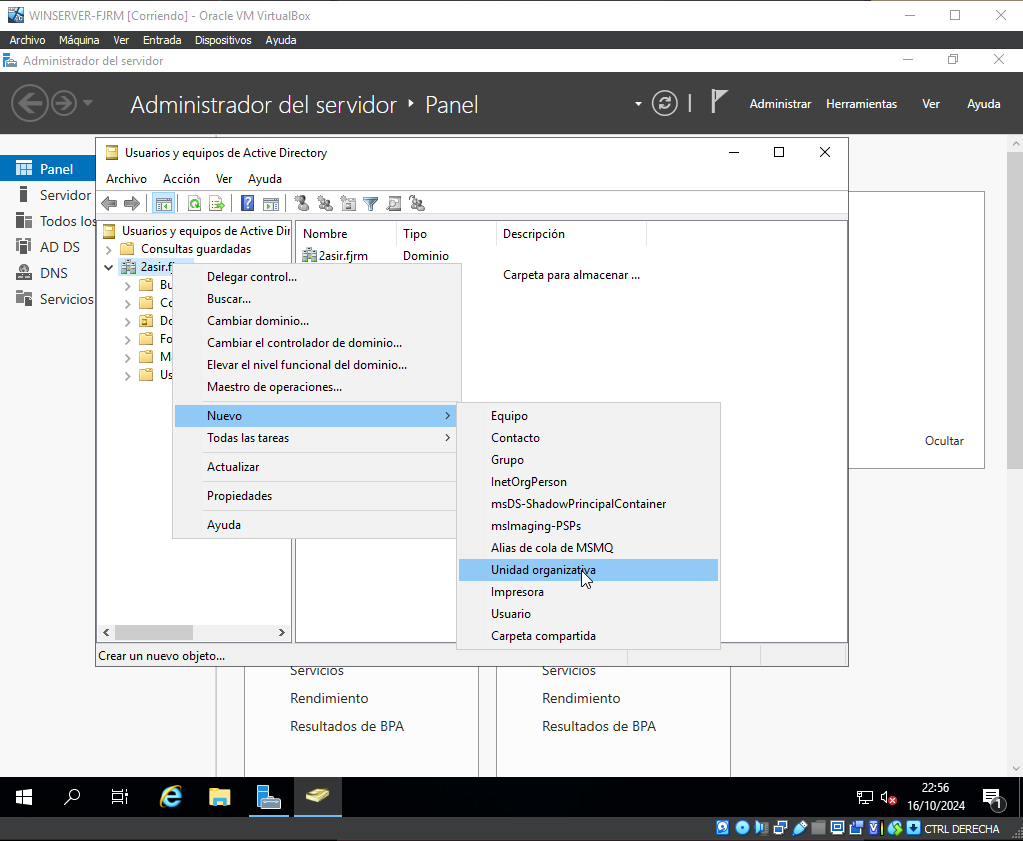 WINSERVER-FJRM [Corriendo] - Oracle VM VirtualBox
Archivo Máquina Ver Entrada Dispositivos Ayuda
Administrador del servidor
Administrador del servidor Panel
Administrar Herramientas Ver Ayuda
Panel
Servidor
Todos los
AD DS
DNS
Servicios
Usuarios y equipos de Active Directory
Archivo Acción Ver Ayuda
Usuarios y equipos de Active Dir
Consultas guardadas
2asir.fj
Bu
Co
Do
Fo
M
Us
Nombre Tipo Descripción
2asir.fjrm Dominio
Carpeta para almacenar ...
Delegar control...
Buscar...
Cambiar dominio...
Cambiar el controlador de dominio...
Elevar el nivel funcional del dominio...
Maestro de operaciones...
Nuevo
Todas las tareas
Actualizar
Propiedades
Ayuda
Equipo
Contacto
Grupo
InetOrgPerson
msDS-ShadowPrincipalContainer
msImaging-PSPs
Alias de cola de MSMQ
Unidad organizativa
Impresora
Usuario
Carpeta compartida
Ocultar
Crear un nuevo objeto...
Servicios Servicios
Rendimiento Rendimiento
Resultados de BPA Resultados de BPA
22:56
16/10/2024
1
CTRL DERECHA